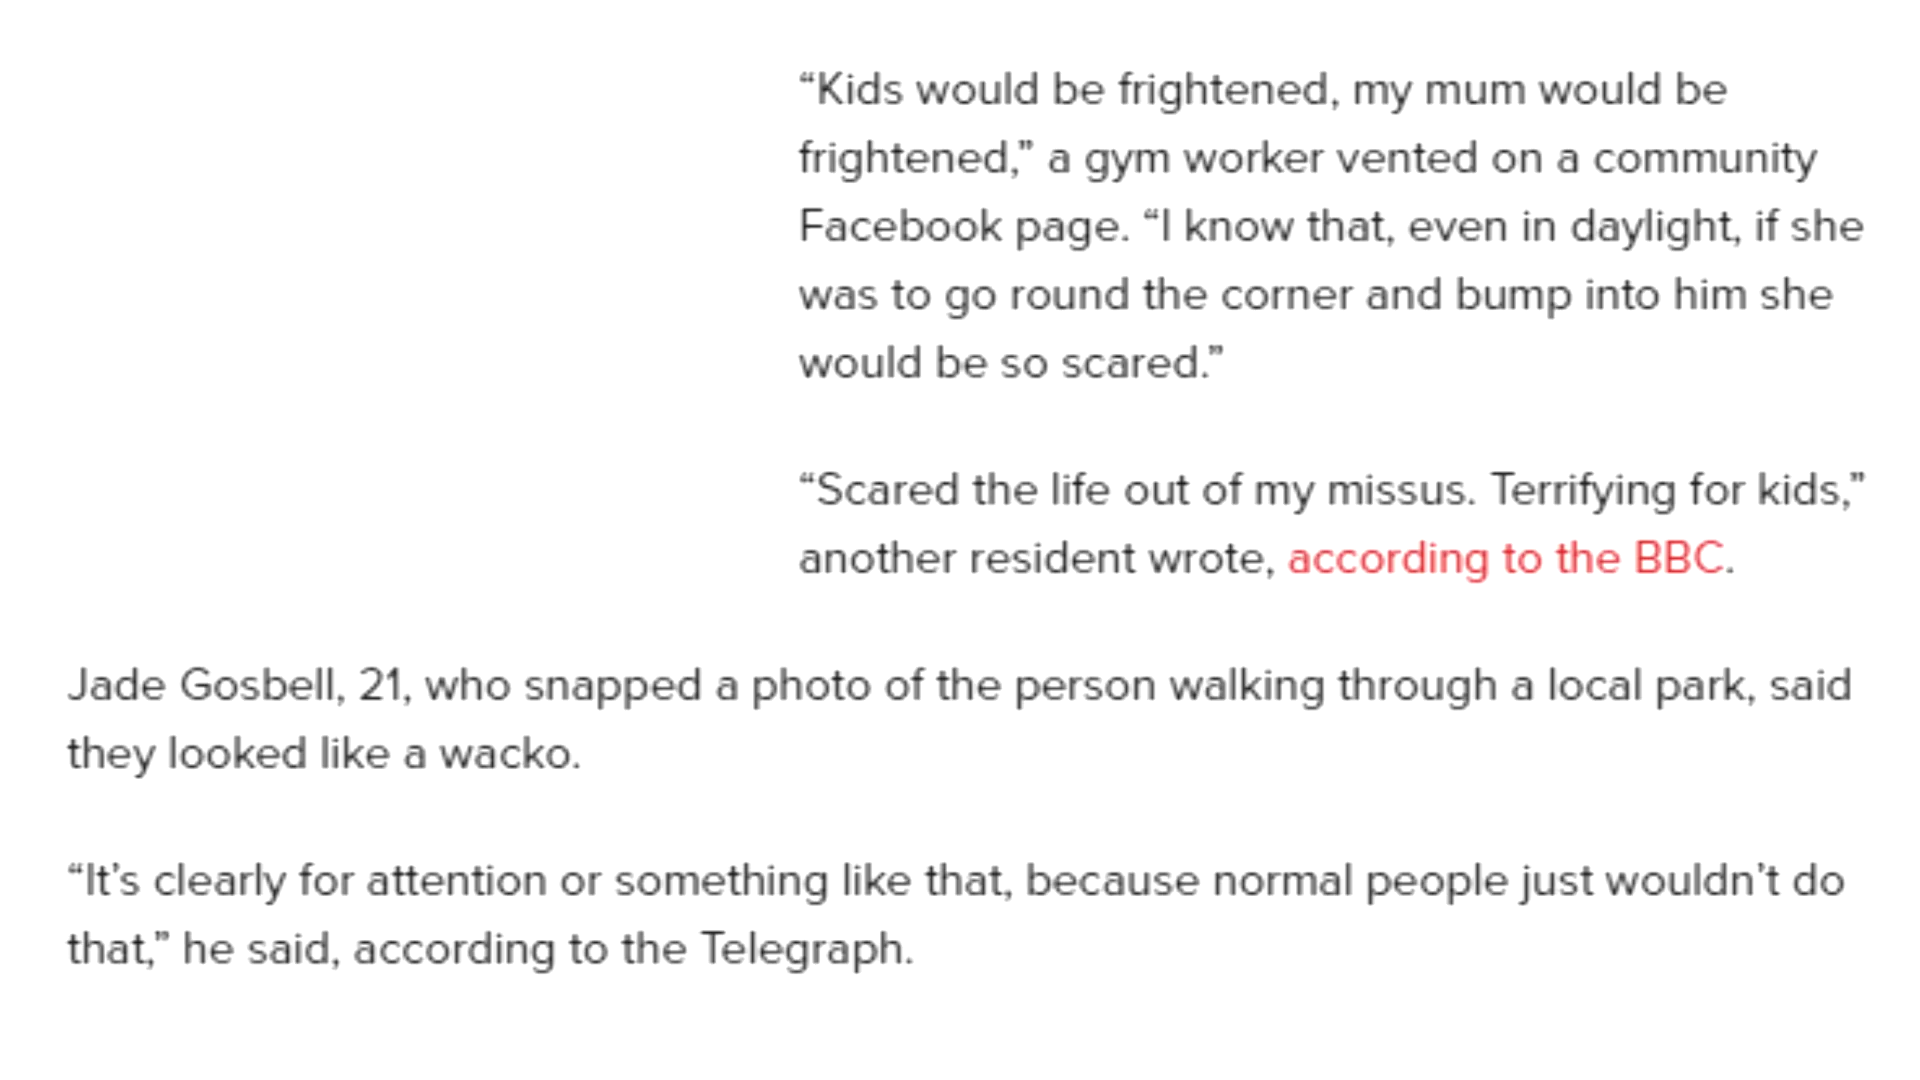 “Kids would be frightened, my mum would be
frightened,” a gym worker vented on a community
Facebook page. “I know that, even in daylight, if she
was to go round the corner and bump into him she
would be so scared.”
“Scared the life out of my missus. Terrifying for kids,”
another resident wrote, according to the BBC.
Jade Gosbell, 21, who snapped a photo of the person walking through a local park, said
they looked like a wacko.
“It’s clearly for attention or something like that, because normal people just wouldn’t do
that,” he said, according to the Telegraph.